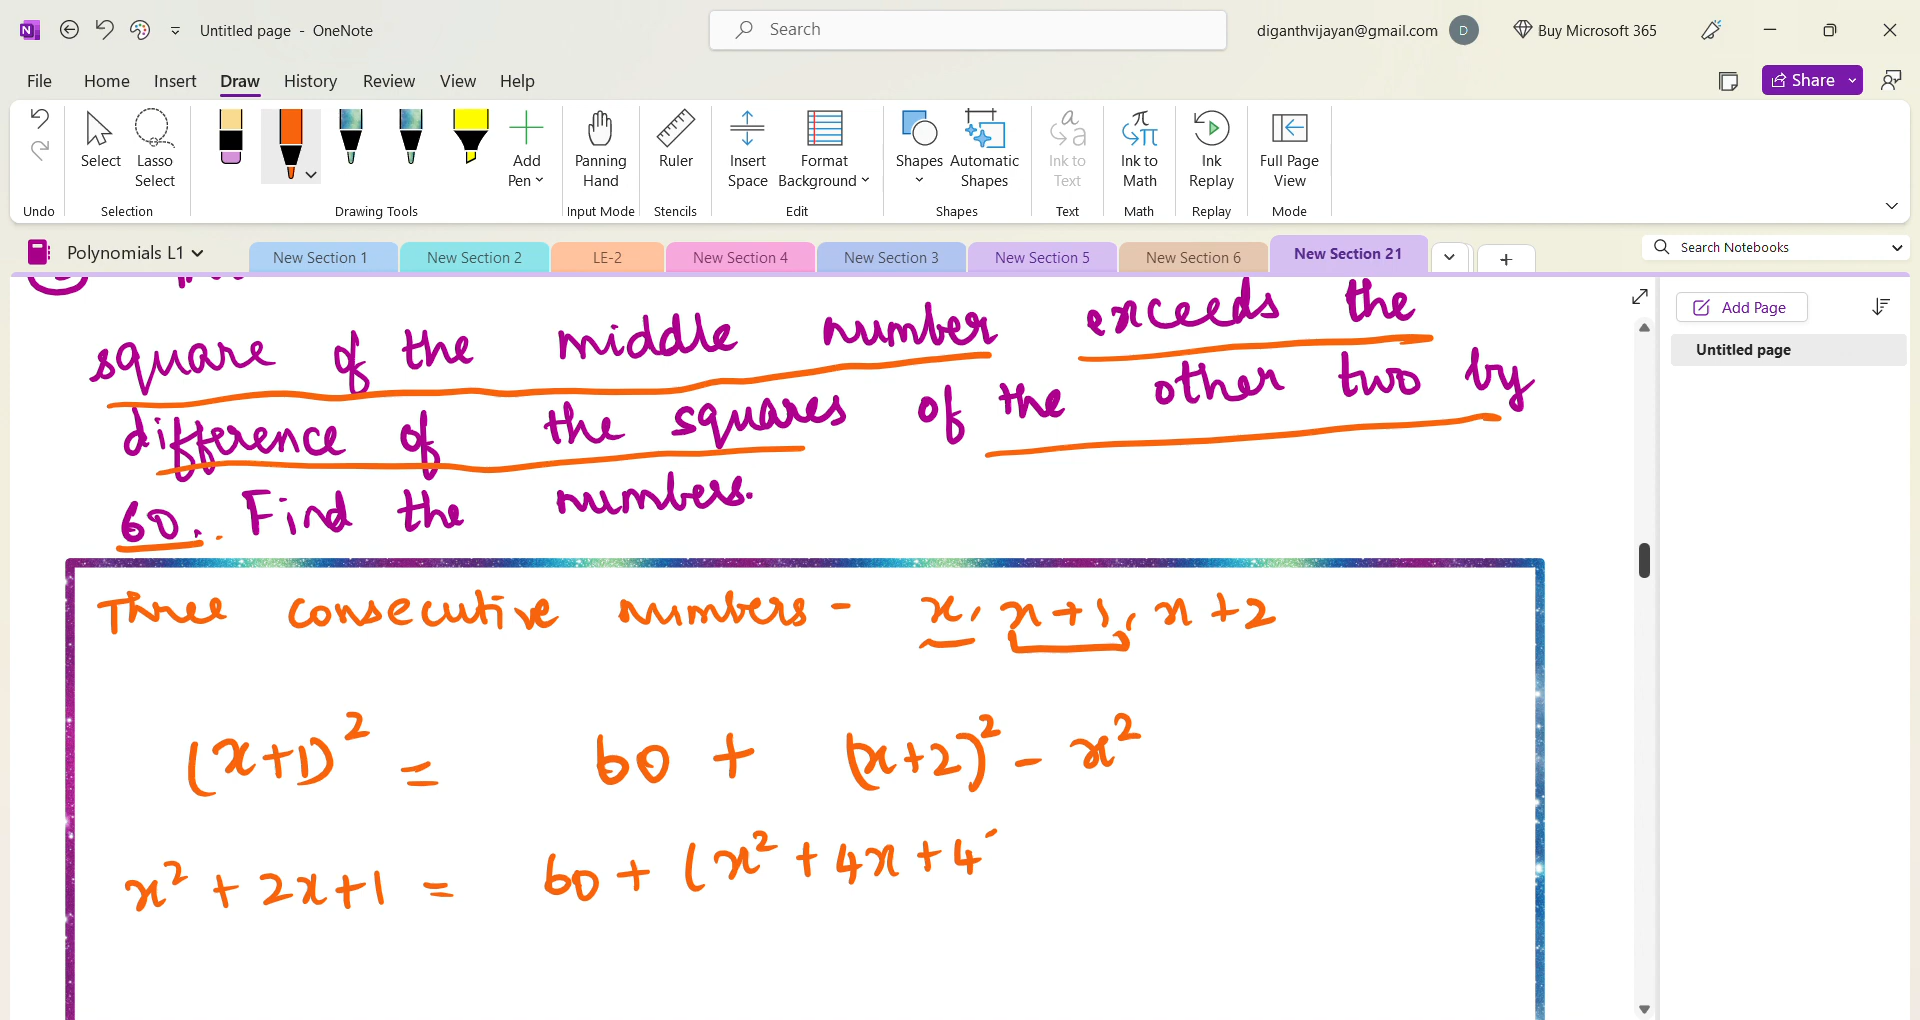 Untitled page - OneNote
Search
diganthvijayan@gmail.com
D
Buy Microsoft 365
File Home Insert Draw History Review View Help
Share
Select
Lasso Select
Add Pen
Panning Hand
Ruler
Insert Space
Format Background
Shapes
Automatic Shapes
Ink to Text
Ink to Math
Ink Replay
Full Page View
Undo Selection Drawing Tools Input Mode Stencils Edit Shapes Text Math Replay Mode
Polynomials L1
New Section 1 New Section 2 LE-2 New Section 4 New Section 3 New Section 5 New Section 6 New Section 21
Search Notebooks
Add Page
Untitled page
square of the middle number exceeds the
difference of the squares of the other two by
60. Find the numbers.
Three consecutive numbers - x, x+1, x+2
(x+1)² = 60 + (x+2)² - x²
x² + 2x+1 = 60 + (x² + 4x + 4